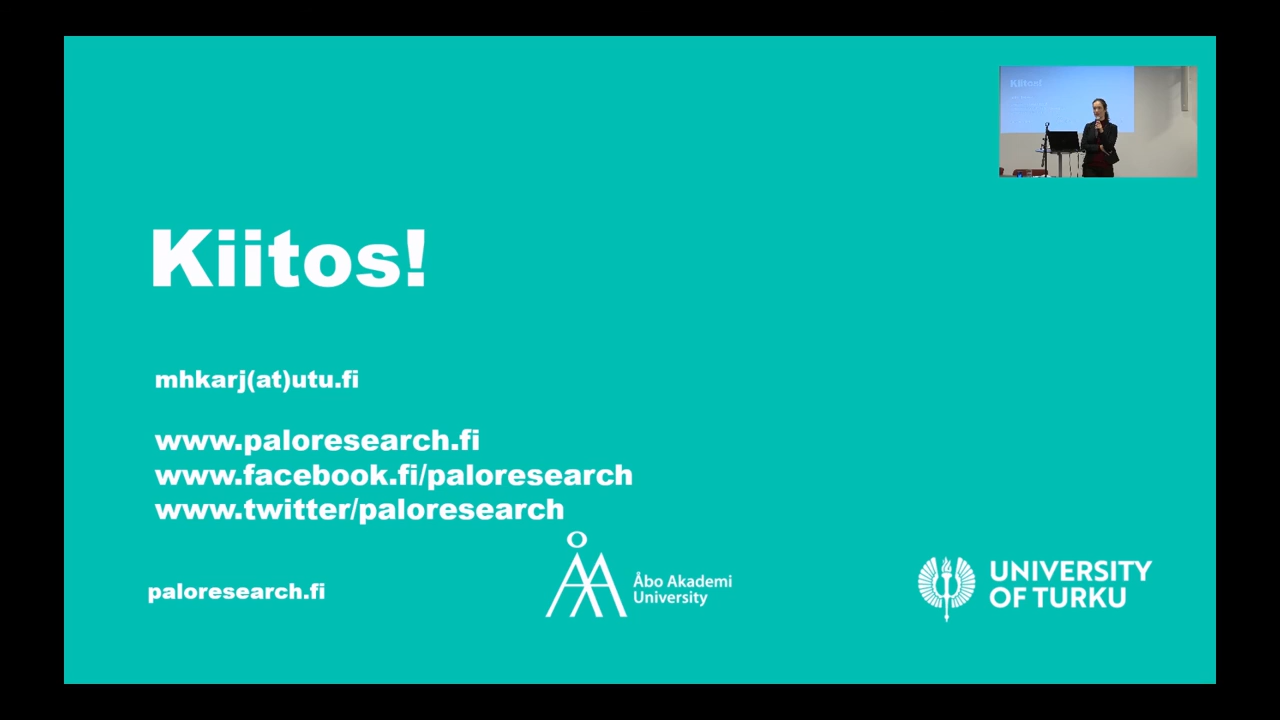 Kiitos!
Kiitos!
mhkarj(at)utu.fi
www.paloresearch.fi
www.facebook.fi/paloresearch
www.twitter/paloresearch
paloresearch.fi
Åbo Akademi
University
UNIVERSITY
OF TURKU